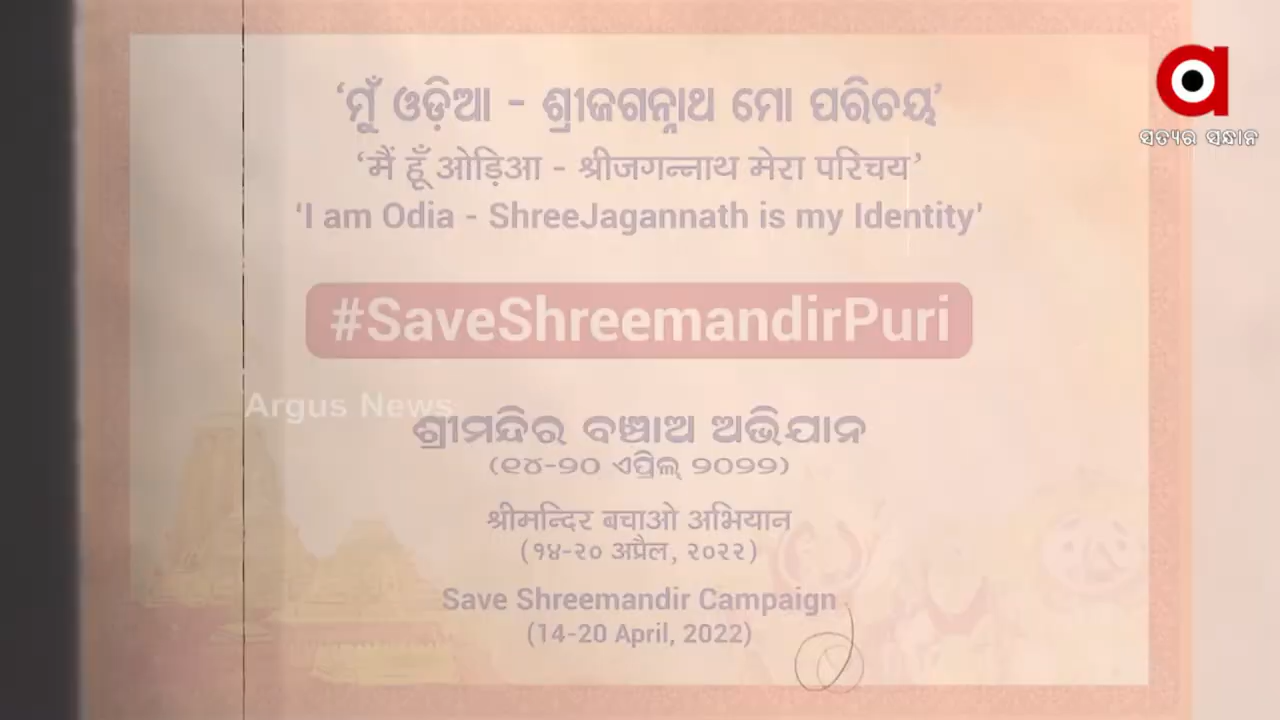 ‘ମୁଁ ଓଡ଼ିଆ - ଶ୍ରୀଜଗନ୍ନାଥ ମୋ ପରିଚୟ’
‘मैं हूँ ओड़िआ - श्रीजगन्नाथ मेरा परिचय’
‘I am Odia - ShreeJagannath is my Identity’
#SaveShreemandirPuri
Argus News
ଶ୍ରୀମନ୍ଦିର ବଞ୍ଚାଅ ଅଭିଯାନ
(୧୪-୨୦ ଏପ୍ରିଲ୍ ୨୦୨୨)
श्रीमन्दिर बचाओ अभियान
(१४-२० अप्रैल, २०२२)
Save Shreemandir Campaign
(14-20 April, 2022)
ସତ୍ୟର ସନ୍ଧାନ